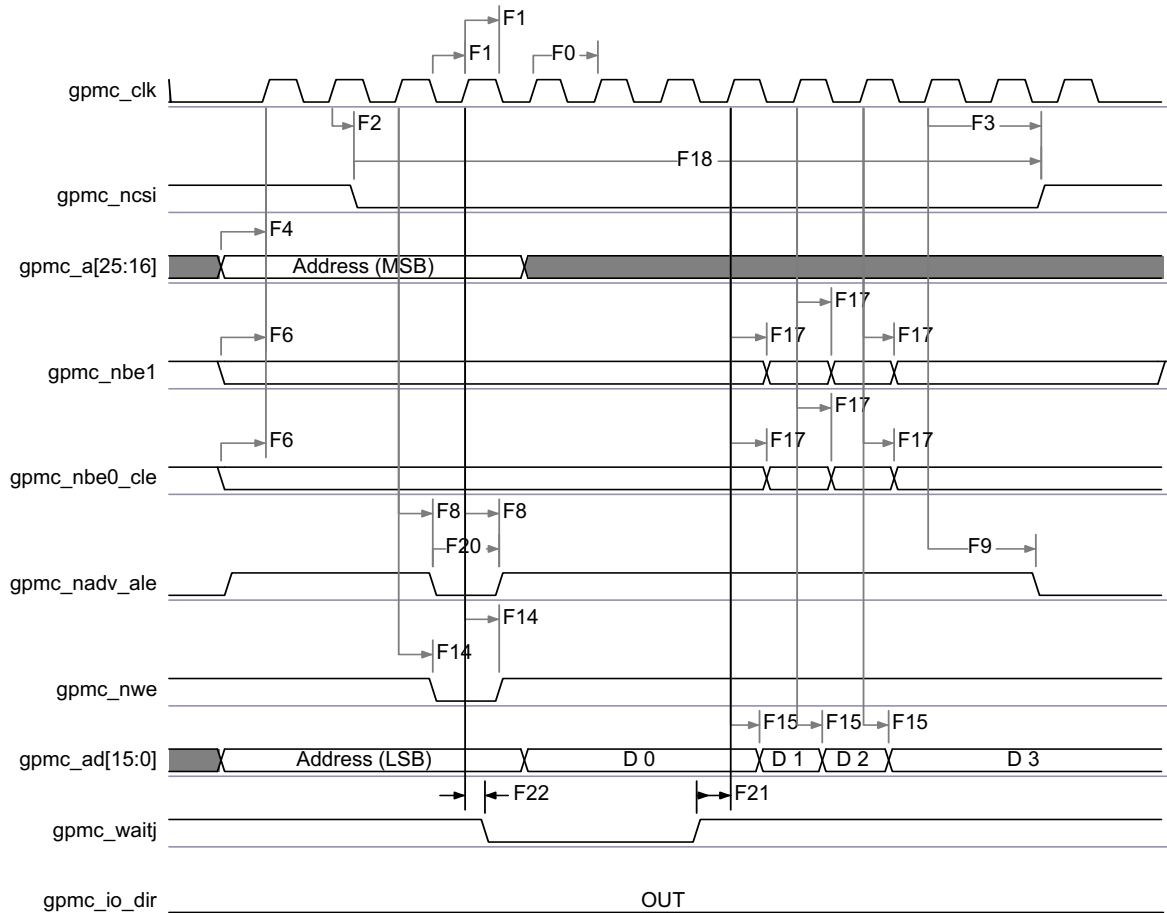 F1
F1 F0
gpmc_clk
F2 F3
F18
gpmc_ncsi
F4
gpmc_a[25:16] Address (MSB)
F17
F6 F17 F17
gpmc_nbe1
F17
F6 F17 F17
gpmc_nbe0_cle
F8 F8
F20 F9
gpmc_nadv_ale
F14
F14
gpmc_nwe
F15 F15 F15
gpmc_ad[15:0] Address (LSB) D 0 D 1 D 2 D 3
F22 F21
gpmc_waitj
gpmc_io_dir OUT